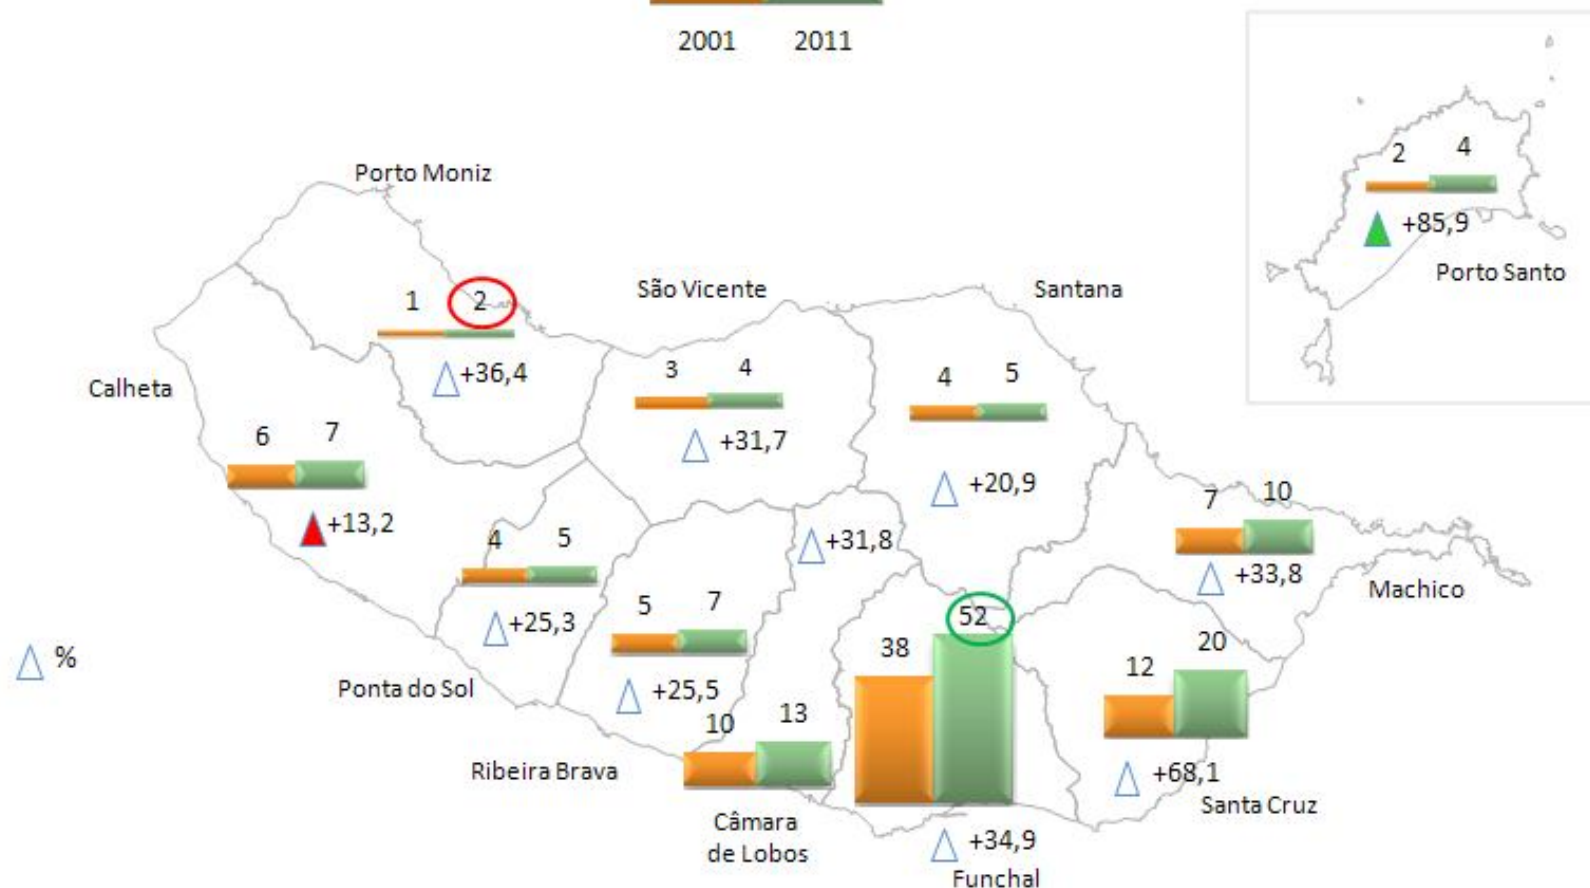 2001 2011
2 4
+85,9
Porto Santo
Porto Moniz
1 2
+36,4
São Vicente
3 4
+31,7
Santana
4 5
+20,9
Calheta
6 7
+13,2
4 5
+25,3
Ponta do Sol
5 7
+25,5
Ribeira Brava
+31,8
10 13
Câmara
de Lobos
38 52
+34,9
Funchal
7 10
+33,8
Machico
12 20
+68,1
Santa Cruz
%